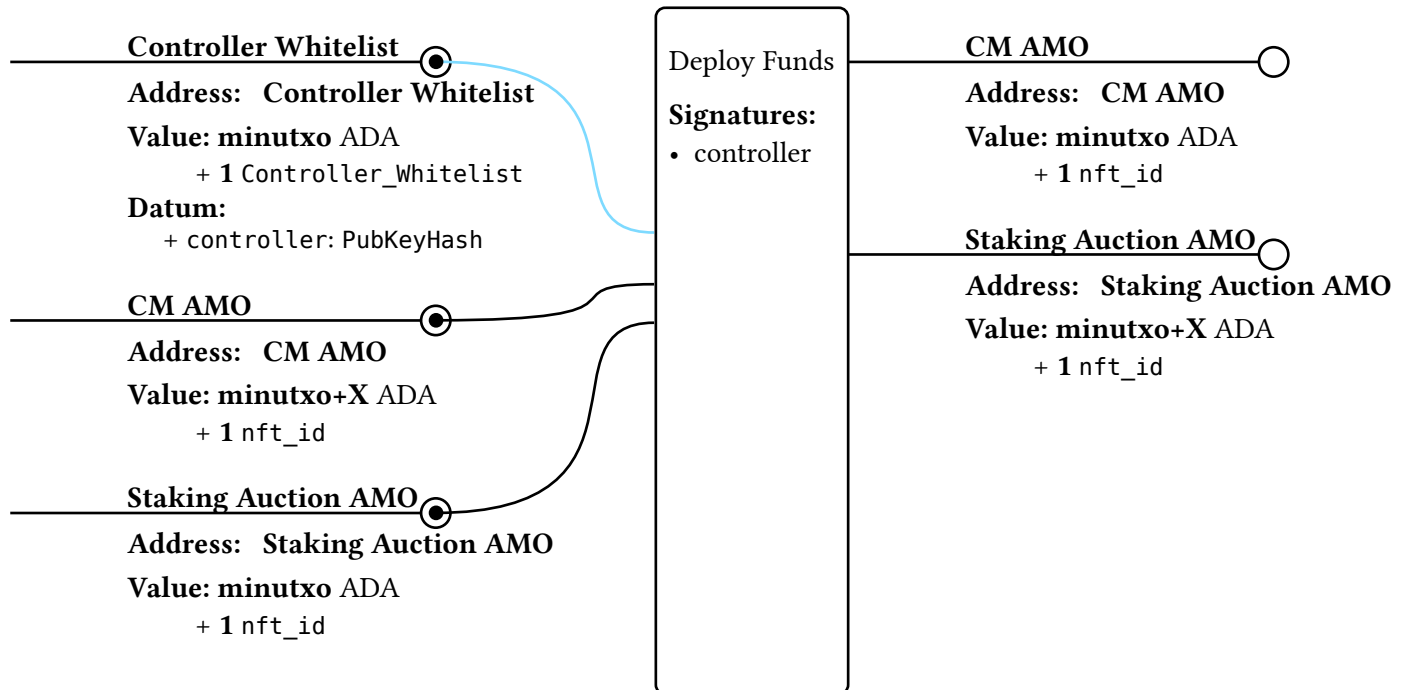 Controller Whitelist
Address: Controller Whitelist
Value: minutxo ADA
+ 1 Controller_Whitelist
Datum:
+ controller: PubKeyHash
CM AMO
Address: CM AMO
Value: minutxo+X ADA
+ 1 nft_id
Staking Auction AMO
Address: Staking Auction AMO
Value: minutxo ADA
+ 1 nft_id
Deploy Funds
Signatures:
• controller
CM AMO
Address: CM AMO
Value: minutxo ADA
+ 1 nft_id
Staking Auction AMO
Address: Staking Auction AMO
Value: minutxo+X ADA
+ 1 nft_id